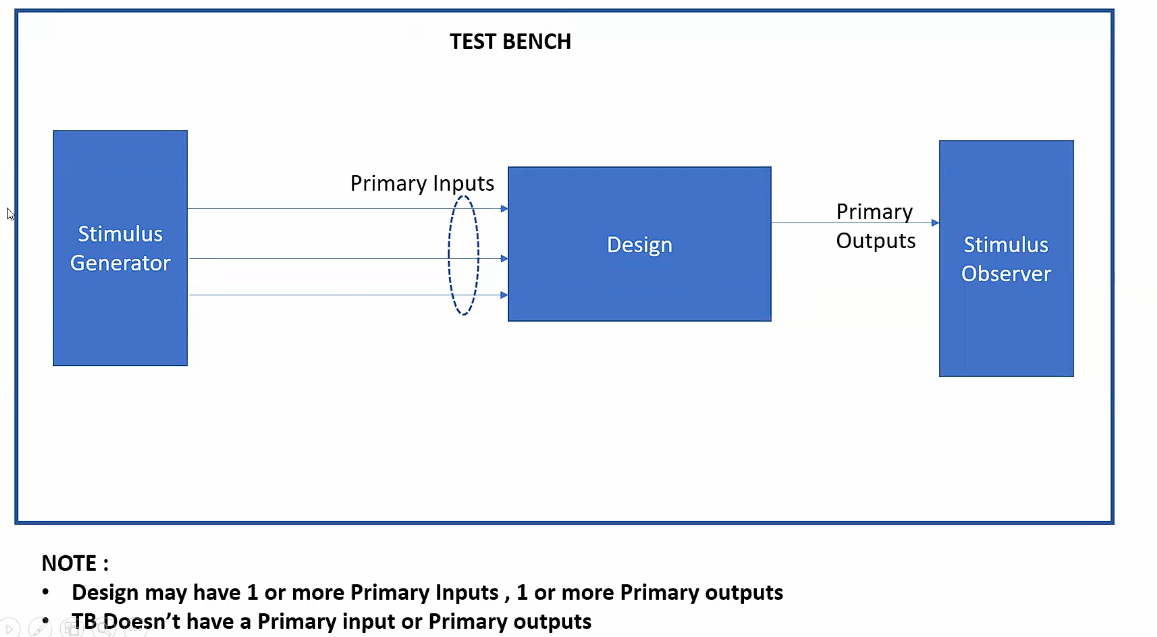 TEST BENCH
Primary Inputs
Stimulus
Generator
Design
Primary
Outputs
Stimulus
Observer
NOTE :
• Design may have 1 or more Primary Inputs , 1 or more Primary outputs
• TB Doesn’t have a Primary input or Primary outputs